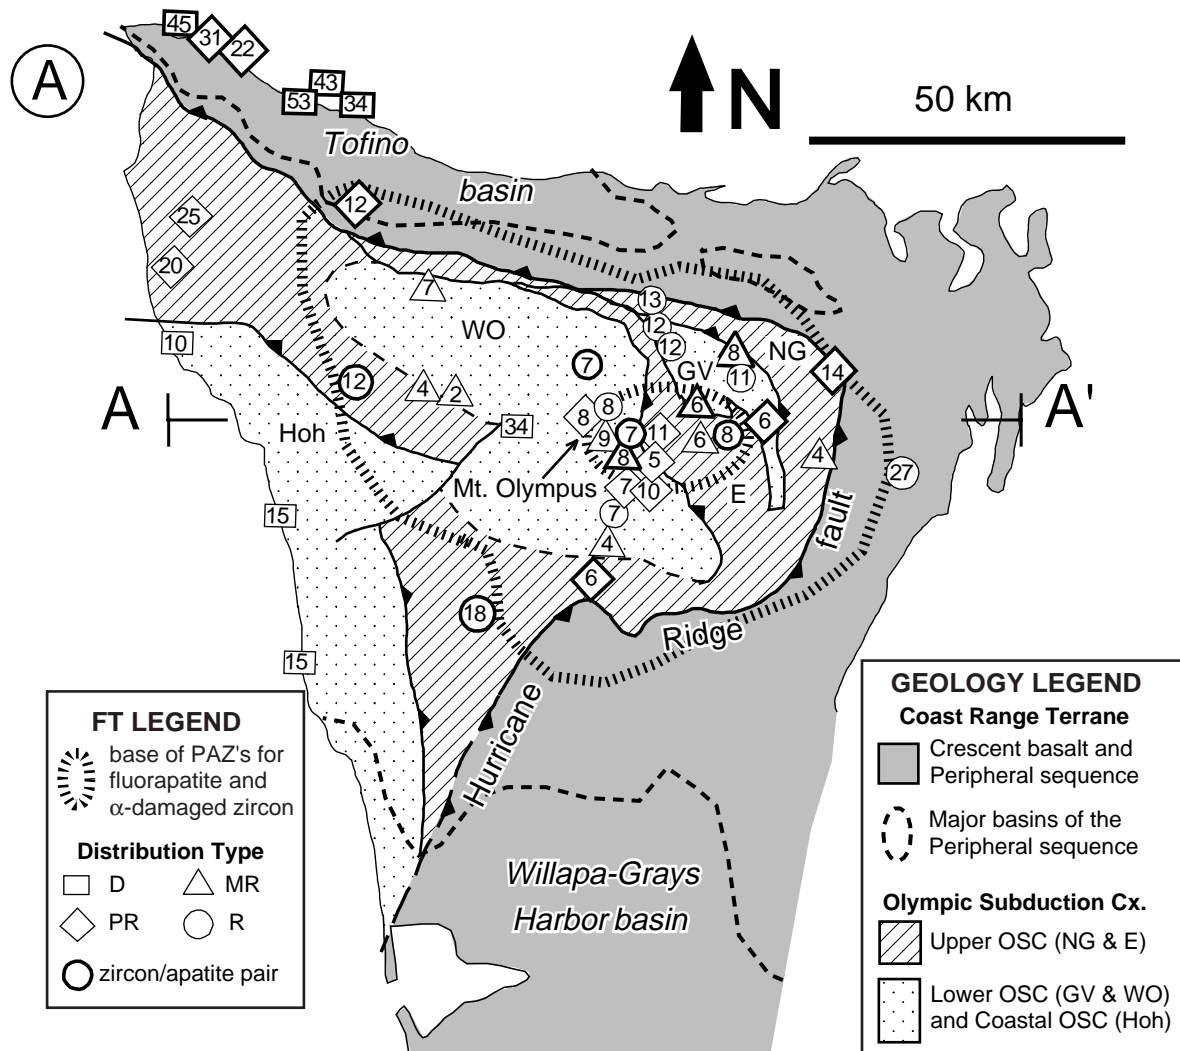 A
45
31
22
43
53
34
N
50 km
Tofino
basin
12
25
20
7
13
12
12
WO
10
8
NG
GV
11
14
7
12
4
2
A
A'
6
8
8
34
9
7
11
6
8
6
Hoh
8
5
4
27
Mt. Olympus
7
10
E
15
7
4
fault
6
18
Ridge
15
Hurricane
Willapa-Grays
Harbor basin
FT LEGEND
base of PAZ's for
fluorapatite and
α-damaged zircon
Distribution Type
D
MR
PR
R
zircon/apatite pair
GEOLOGY LEGEND
Coast Range Terrane
Crescent basalt and
Peripheral sequence
Major basins of the
Peripheral sequence
Olympic Subduction Cx.
Upper OSC (NG & E)
Lower OSC (GV & WO)
and Coastal OSC (Hoh)